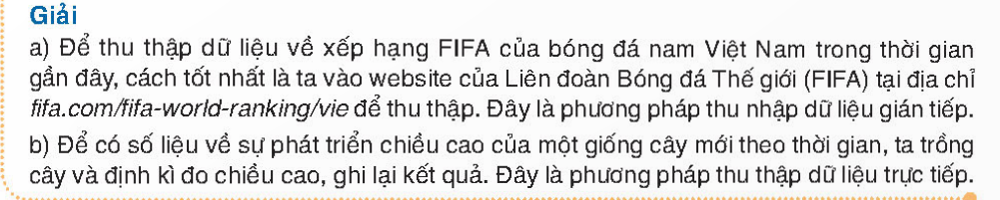 Giải
a) Để thu thập dữ liệu về xếp hạng FIFA của bóng đá nam Việt Nam trong thời gian
gần đây, cách tốt nhất là ta vào website của Liên đoàn Bóng đá Thế giới (FIFA) tại địa chỉ
fifa.com/fifa-world-ranking/vie để thu thập. Đây là phương pháp thu nhập dữ liệu gián tiếp.
b) Để có số liệu về sự phát triển chiều cao của một giống cây mới theo thời gian, ta trồng
cây và định kì đo chiều cao, ghi lại kết quả. Đây là phương pháp thu thập dữ liệu trực tiếp.